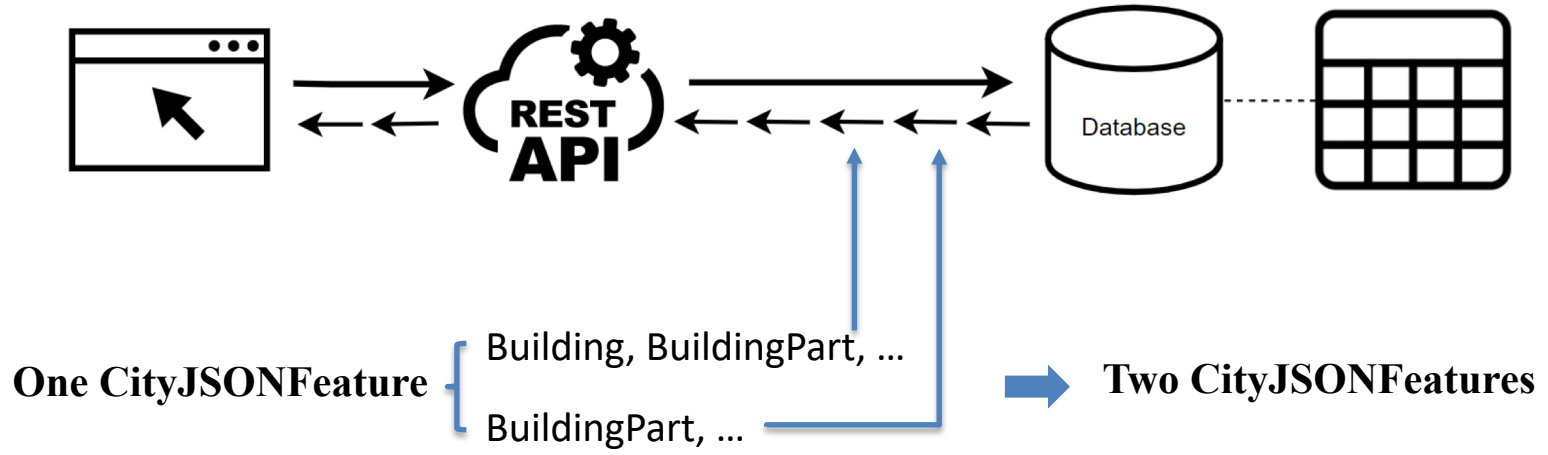 REST
API
Database
Building, BuildingPart, …
One CityJSONFeature
Two CityJSONFeatures
BuildingPart, …